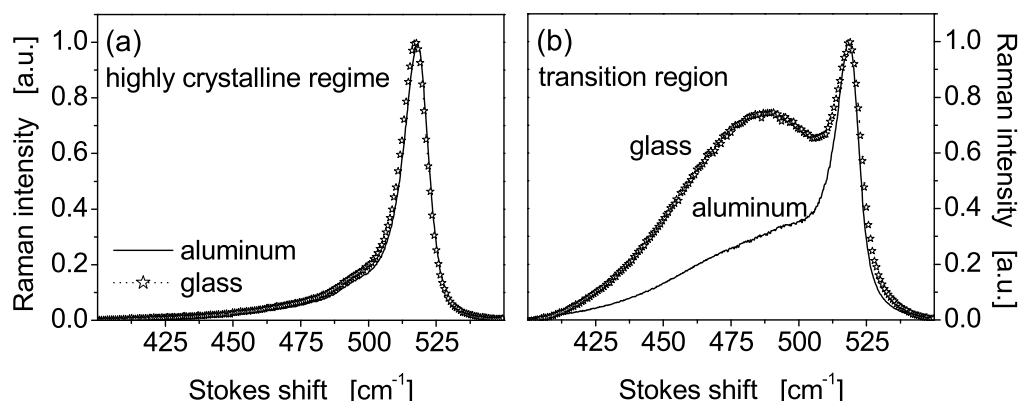 (a)
highly crystalline regime
aluminum
glass
Raman intensity [a.u.]
1.0
0.8
0.6
0.4
0.2
0.0
425 450 475 500 525
Stokes shift [cm⁻¹]
(b)
transition region
glass
aluminum
1.0
0.8
0.6
0.4
0.2
0.0
Raman intensity [a.u.]
425 450 475 500 525
Stokes shift [cm⁻¹]